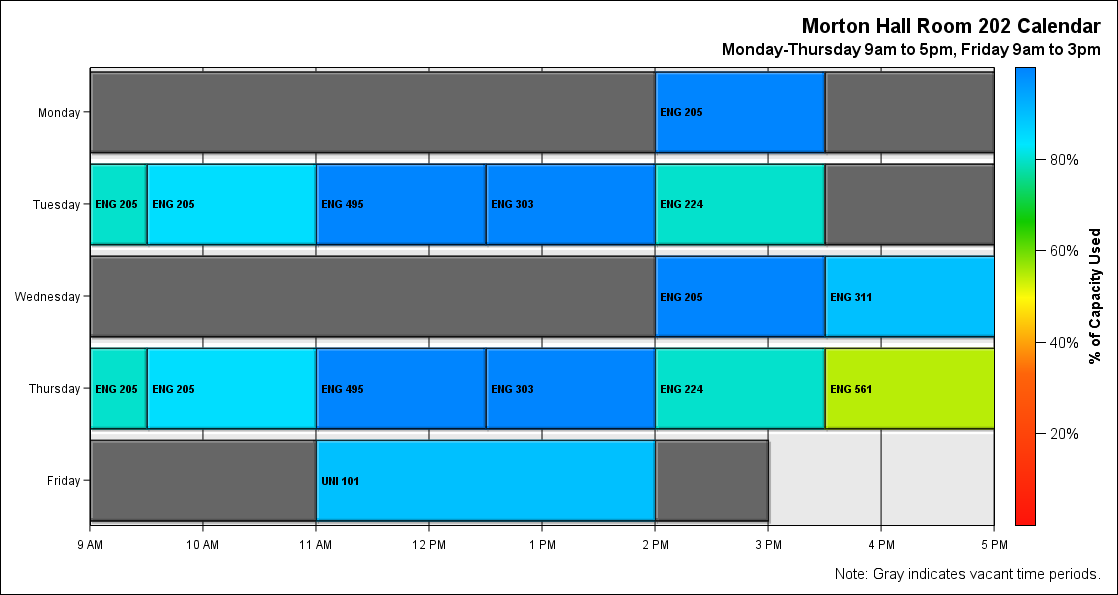 Morton Hall Room 202 Calendar
Monday-Thursday 9am to 5pm, Friday 9am to 3pm
Monday
ENG 205
Tuesday
ENG 205
ENG 205
ENG 495
ENG 303
ENG 224
Wednesday
ENG 205
ENG 311
Thursday
ENG 205
ENG 205
ENG 495
ENG 303
ENG 224
ENG 561
Friday
UNI 101
9 AM
10 AM
11 AM
12 PM
1 PM
2 PM
3 PM
4 PM
5 PM
80%
60%
40%
20%
% of Capacity Used
Note: Gray indicates vacant time periods.